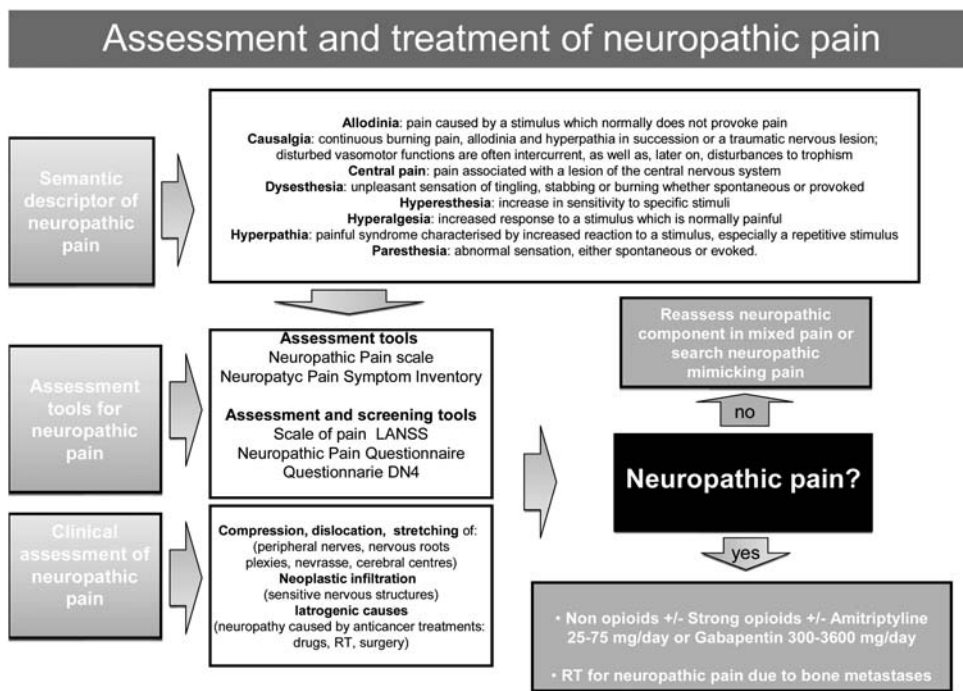 Assessment and treatment of neuropathic pain
Semantic
descriptor of
neuropathic
pain
Allodinia: pain caused by a stimulus which normally does not provoke pain
Causalgia: continuous burning pain, allodinia and hyperpathia in succession or a traumatic nervous lesion;
disturbed vasomotor functions are often intercurrent, as well as, later on, disturbances to trophism
Central pain: pain associated with a lesion of the central nervous system
Dysesthesia: unpleasant sensation of tingling, stabbing or burning whether spontaneous or provoked
Hyperesthesia: increase in sensitivity to specific stimuli
Hyperalgesia: increased response to a stimulus which is normally painful
Hyperpathia: painful syndrome characterised by increased reaction to a stimulus, especially a repetitive stimulus
Paresthesia: abnormal sensation, either spontaneous or evoked.
Assessment
tools for
neuropathic
pain
Assessment tools
Neuropathic Pain scale
Neuropatyc Pain Symptom Inventory
Assessment and screening tools
Scale of pain LANSS
Neuropathic Pain Questionnaire
Questionnarie DN4
Clinical
assessment of
neuropathic
pain
Compression, dislocation, stretching of:
(peripheral nerves, nervous roots
plexies, nevrasse, cerebral centres)
Neoplastic infiltration
(sensitive nervous structures)
Iatrogenic causes
(neuropathy caused by anticancer treatments:
drugs, RT, surgery)
Reassess neuropathic
component in mixed pain or
search neuropathic
mimicking pain
no
Neuropathic pain?
yes
• Non opioids +/- Strong opioids +/- Amitriptyline
25-75 mg/day or Gabapentin 300-3600 mg/day
• RT for neuropathic pain due to bone metastases